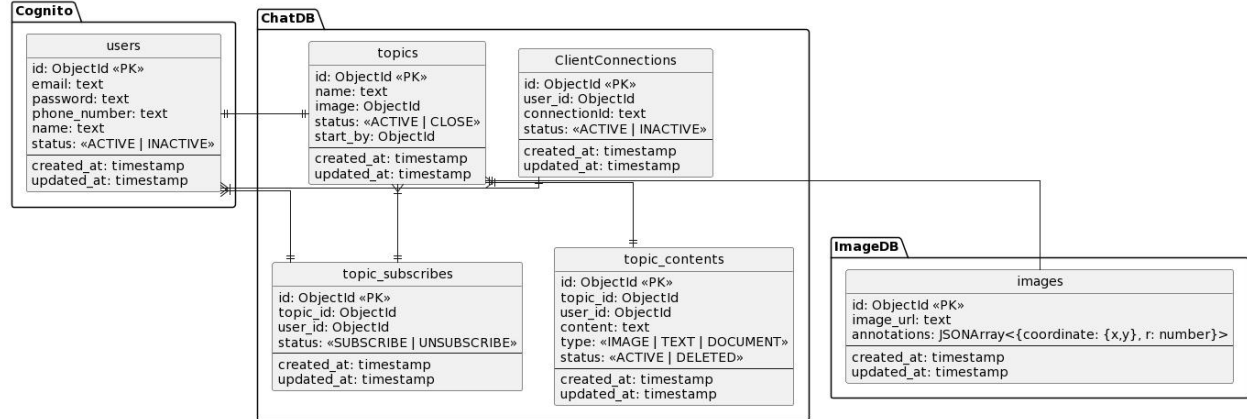 Cognito
users
id: ObjectId «PK»
email: text
password: text
phone_number: text
name: text
status: «ACTIVE | INACTIVE»
created_at: timestamp
updated_at: timestamp
ChatDB
topics
id: ObjectId «PK»
name: text
image: ObjectId
status: «ACTIVE | CLOSE»
start_by: ObjectId
created_at: timestamp
updated_at: timestamp
ClientConnections
id: ObjectId «PK»
user_id: ObjectId
connectionId: text
status: «ACTIVE | INACTIVE»
created_at: timestamp
updated_at: timestamp
topic_subscribes
id: ObjectId «PK»
topic_id: ObjectId
user_id: ObjectId
status: «SUBSCRIBE | UNSUBSCRIBE»
created_at: timestamp
updated_at: timestamp
topic_contents
id: ObjectId «PK»
topic_id: ObjectId
user_id: ObjectId
content: text
type: «IMAGE | TEXT | DOCUMENT»
status: «ACTIVE | DELETED»
created_at: timestamp
updated_at: timestamp
ImageDB
images
id: ObjectId «PK»
image_url: text
annotations: JSONArray<{coordinate: {x,y}, r: number}>
created_at: timestamp
updated_at: timestamp